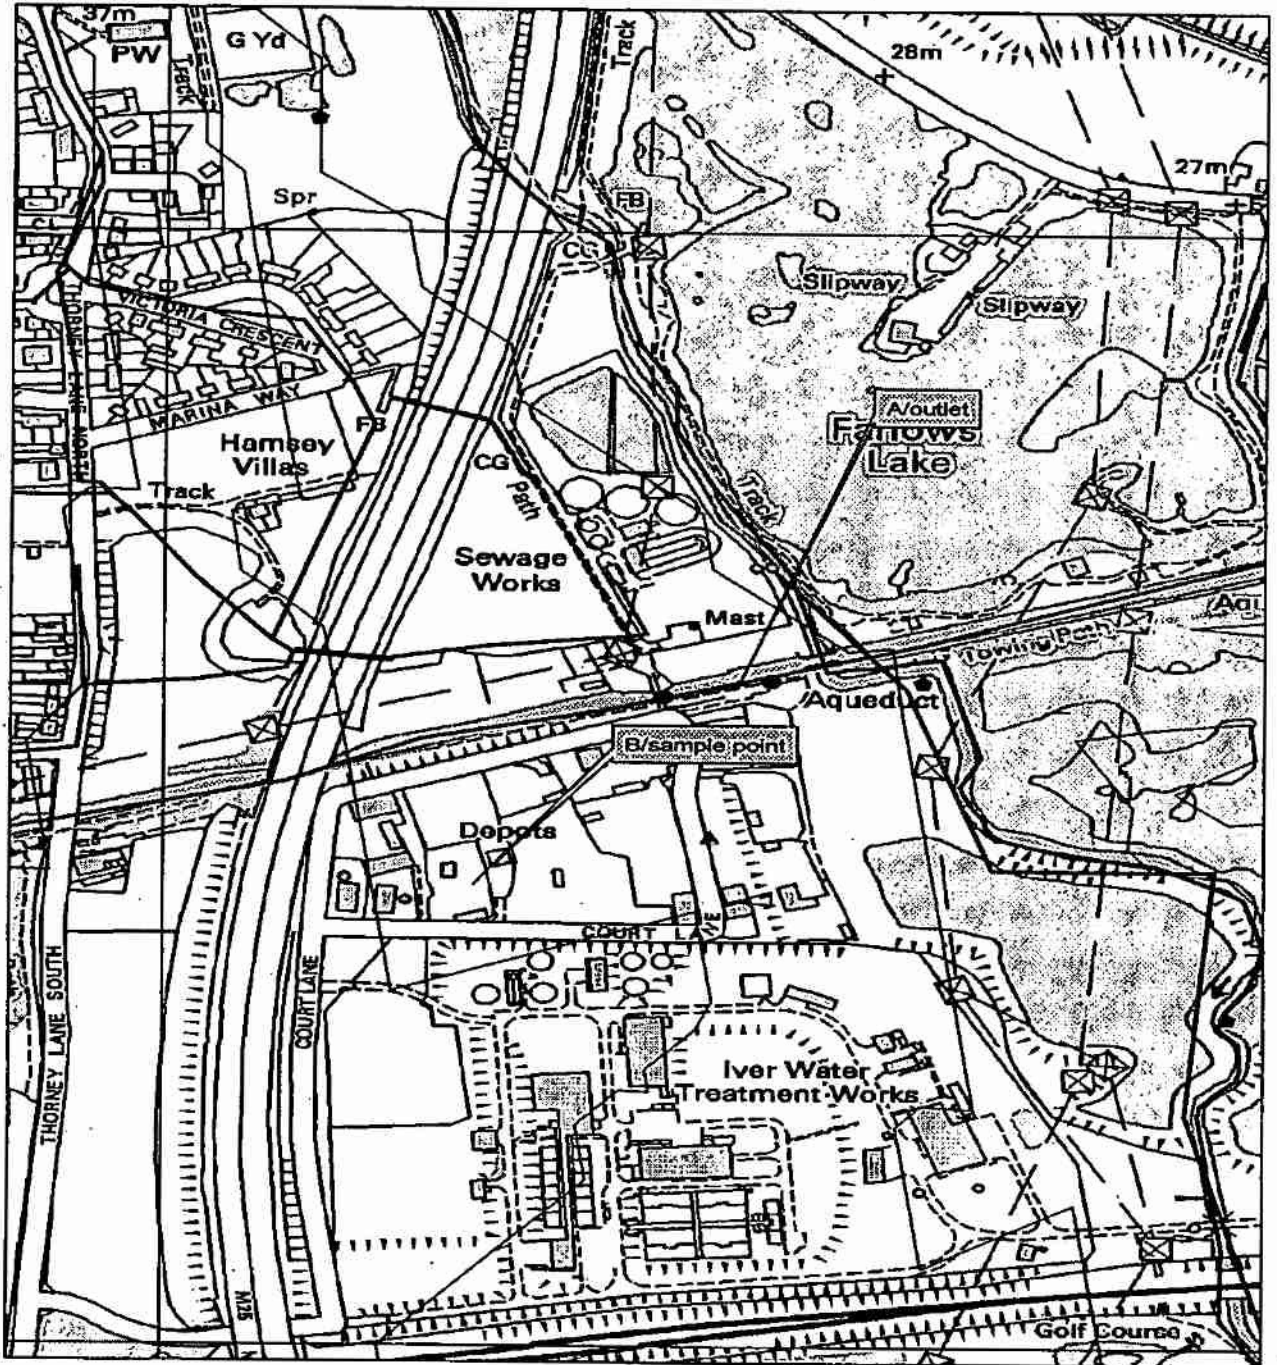 37m
PW
Track
G Yd
Track
28m
27m
Spr
FB
CG
Slipway
Slipway
VICTORIA CRESCENT
THORNEY LANE NORTH
MARINA WAY
FB
Hamsey
Villas
A/outlet
Farlows
Lake
CG
Path
Track
Track
Sewage
Works
Mast
Towing Path
Aqueduct
B/sample point
Depots
COURT LANE
THORNEY LANE SOUTH
COURT LANE
Iver Water
Treatment Works
M25
Golf Course